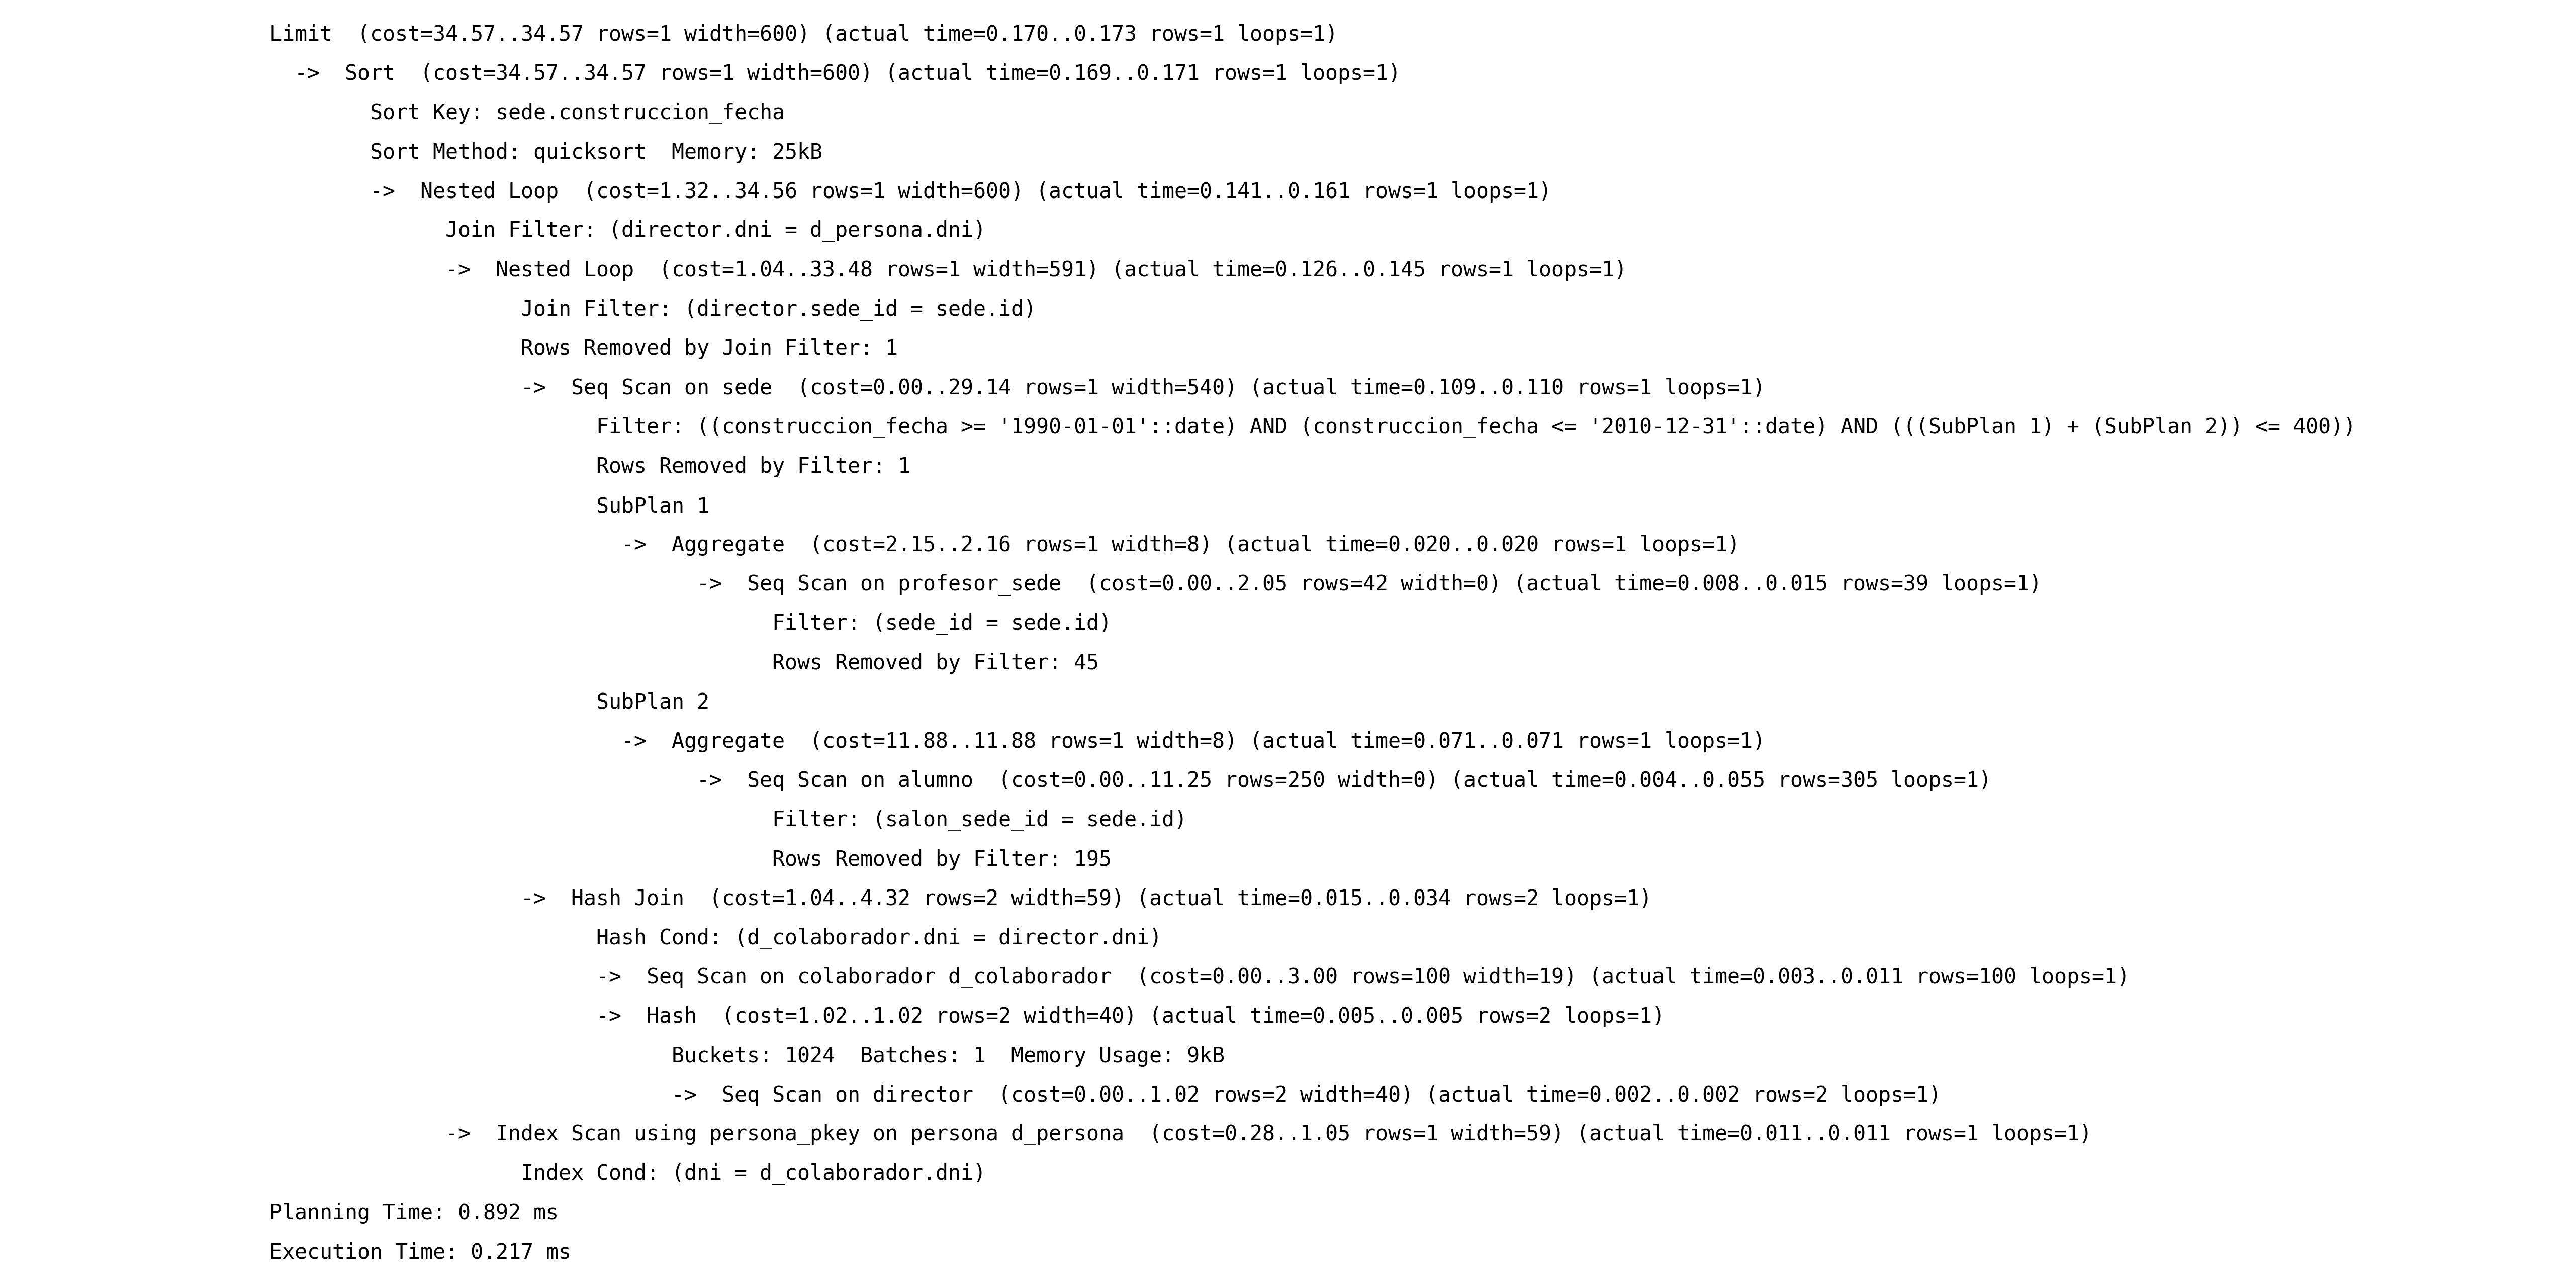 Limit  (cost=34.57..34.57 rows=1 width=600) (actual time=0.170..0.173 rows=1 loops=1)
  ->  Sort  (cost=34.57..34.57 rows=1 width=600) (actual time=0.169..0.171 rows=1 loops=1)
        Sort Key: sede.construccion_fecha
        Sort Method: quicksort  Memory: 25kB
        ->  Nested Loop  (cost=1.32..34.56 rows=1 width=600) (actual time=0.141..0.161 rows=1 loops=1)
              Join Filter: (director.dni = d_persona.dni)
              ->  Nested Loop  (cost=1.04..33.48 rows=1 width=591) (actual time=0.126..0.145 rows=1 loops=1)
                    Join Filter: (director.sede_id = sede.id)
                    Rows Removed by Join Filter: 1
                    ->  Seq Scan on sede  (cost=0.00..29.14 rows=1 width=540) (actual time=0.109..0.110 rows=1 loops=1)
                          Filter: ((construccion_fecha >= '1990-01-01'::date) AND (construccion_fecha <= '2010-12-31'::date) AND (((SubPlan 1) + (SubPlan 2)) <= 400))
                          Rows Removed by Filter: 1
                          SubPlan 1
                            ->  Aggregate  (cost=2.15..2.16 rows=1 width=8) (actual time=0.020..0.020 rows=1 loops=1)
                                  ->  Seq Scan on profesor_sede  (cost=0.00..2.05 rows=42 width=0) (actual time=0.008..0.015 rows=39 loops=1)
                                        Filter: (sede_id = sede.id)
                                        Rows Removed by Filter: 45
                          SubPlan 2
                            ->  Aggregate  (cost=11.88..11.88 rows=1 width=8) (actual time=0.071..0.071 rows=1 loops=1)
                                  ->  Seq Scan on alumno  (cost=0.00..11.25 rows=250 width=0) (actual time=0.004..0.055 rows=305 loops=1)
                                        Filter: (salon_sede_id = sede.id)
                                        Rows Removed by Filter: 195
                    ->  Hash Join  (cost=1.04..4.32 rows=2 width=59) (actual time=0.015..0.034 rows=2 loops=1)
                          Hash Cond: (d_colaborador.dni = director.dni)
                          ->  Seq Scan on colaborador d_colaborador  (cost=0.00..3.00 rows=100 width=19) (actual time=0.003..0.011 rows=100 loops=1)
                          ->  Hash  (cost=1.02..1.02 rows=2 width=40) (actual time=0.005..0.005 rows=2 loops=1)
                                Buckets: 1024  Batches: 1  Memory Usage: 9kB
                                ->  Seq Scan on director  (cost=0.00..1.02 rows=2 width=40) (actual time=0.002..0.002 rows=2 loops=1)
              ->  Index Scan using persona_pkey on persona d_persona  (cost=0.28..1.05 rows=1 width=59) (actual time=0.011..0.011 rows=1 loops=1)
                    Index Cond: (dni = d_colaborador.dni)
Planning Time: 0.892 ms
Execution Time: 0.217 ms